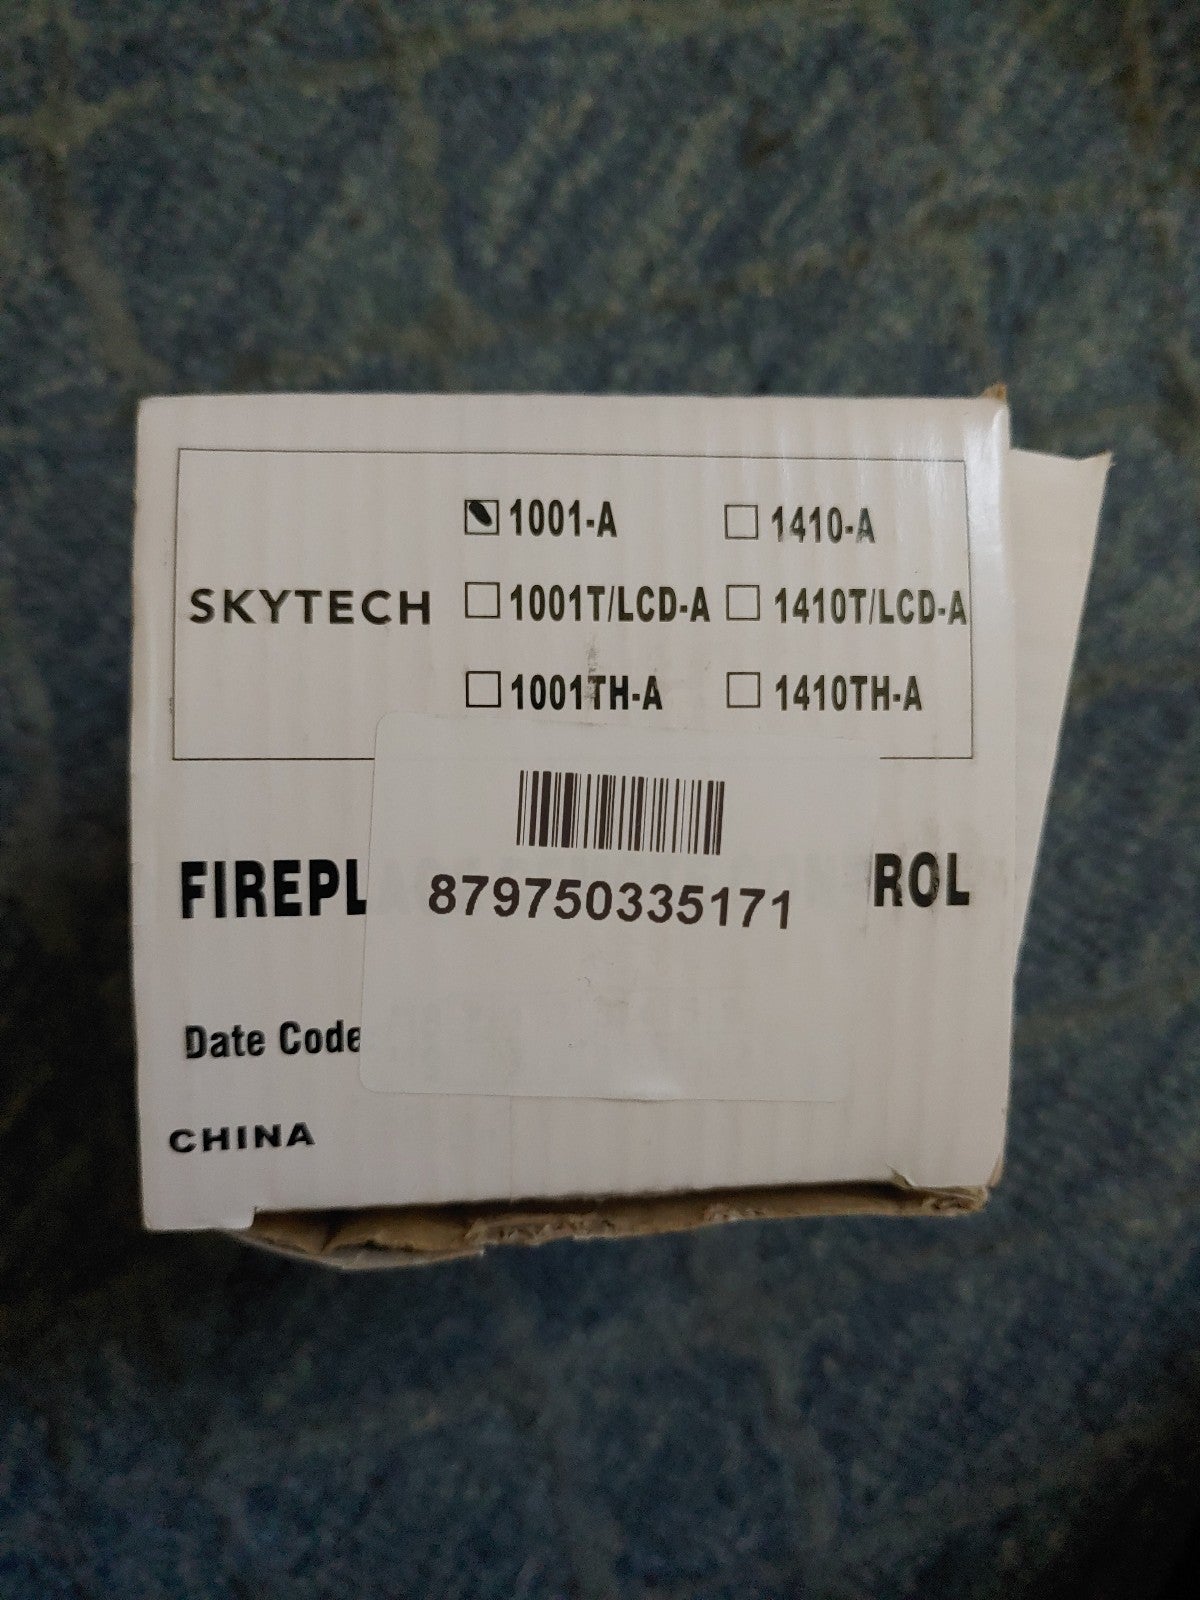 1001-A 1410-A
SKYTECH 1001T/LCD-A 1410T/LCD-A
1001TH-A 1410TH-A
FIREPL ROL
879750335171
Date Code
CHINA